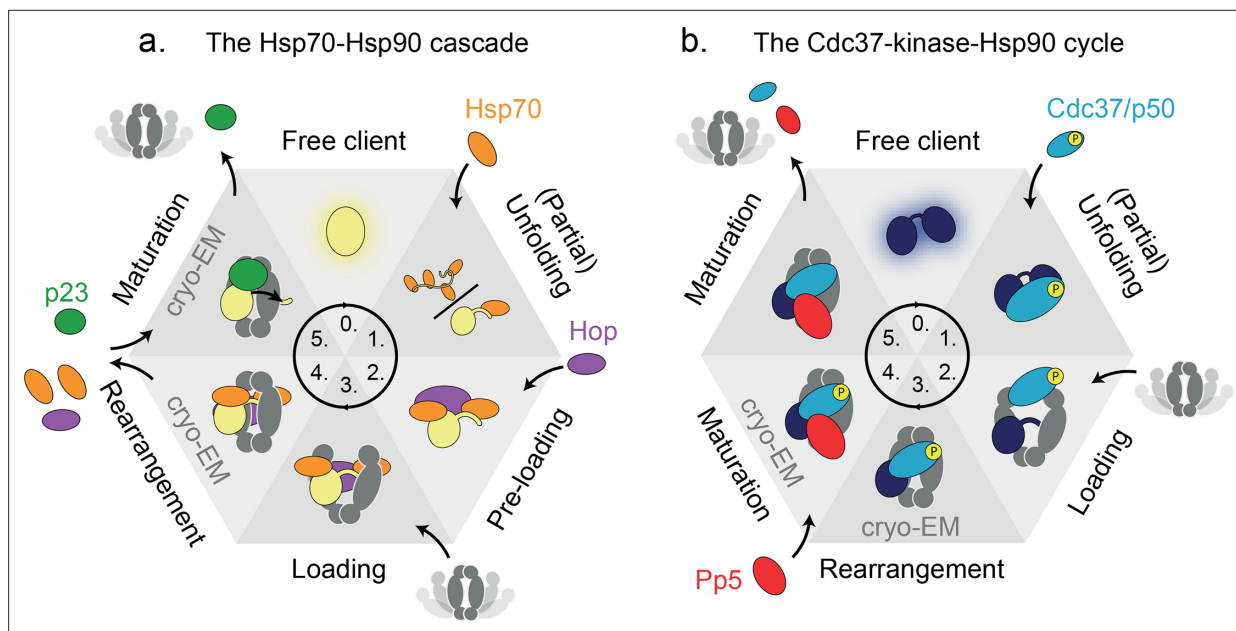 a. The Hsp70-Hsp90 cascade
Hsp70
Free client
(Partial)
Unfolding
Maturation
cryo-EM
p23
Hop
0.
1.
2.
3.
4.
5.
Rearrangement
cryo-EM
Pre-loading
Loading
b. The Cdc37-kinase-Hsp90 cycle
Cdc37/p50
P
Free client
(Partial)
Unfolding
Maturation
P
0.
1.
2.
3.
4.
5.
P
P
P
Maturation
cryo-EM
Loading
cryo-EM
Pp5
Rearrangement